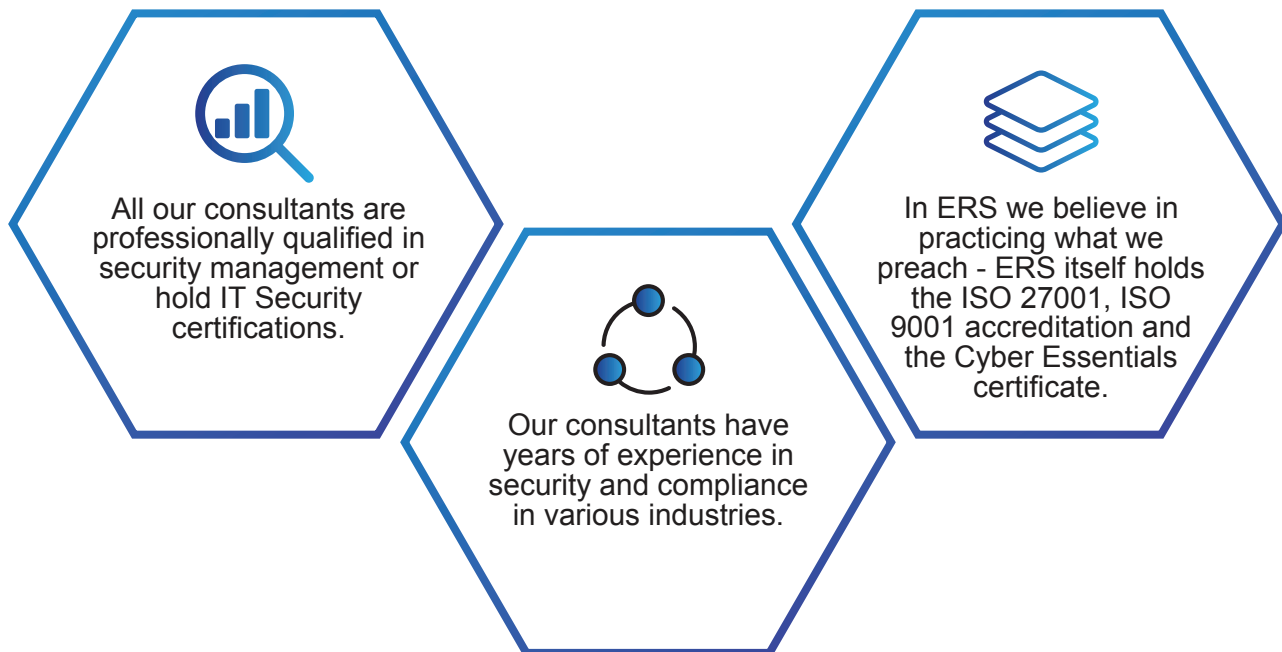 All our consultants are
professionally qualified in
security management or
hold IT Security
certifications.
Our consultants have
years of experience in
security and compliance
in various industries.
In ERS we believe in
practicing what we
preach - ERS itself holds
the ISO 27001, ISO
9001 accreditation and
the Cyber Essentials
certificate.